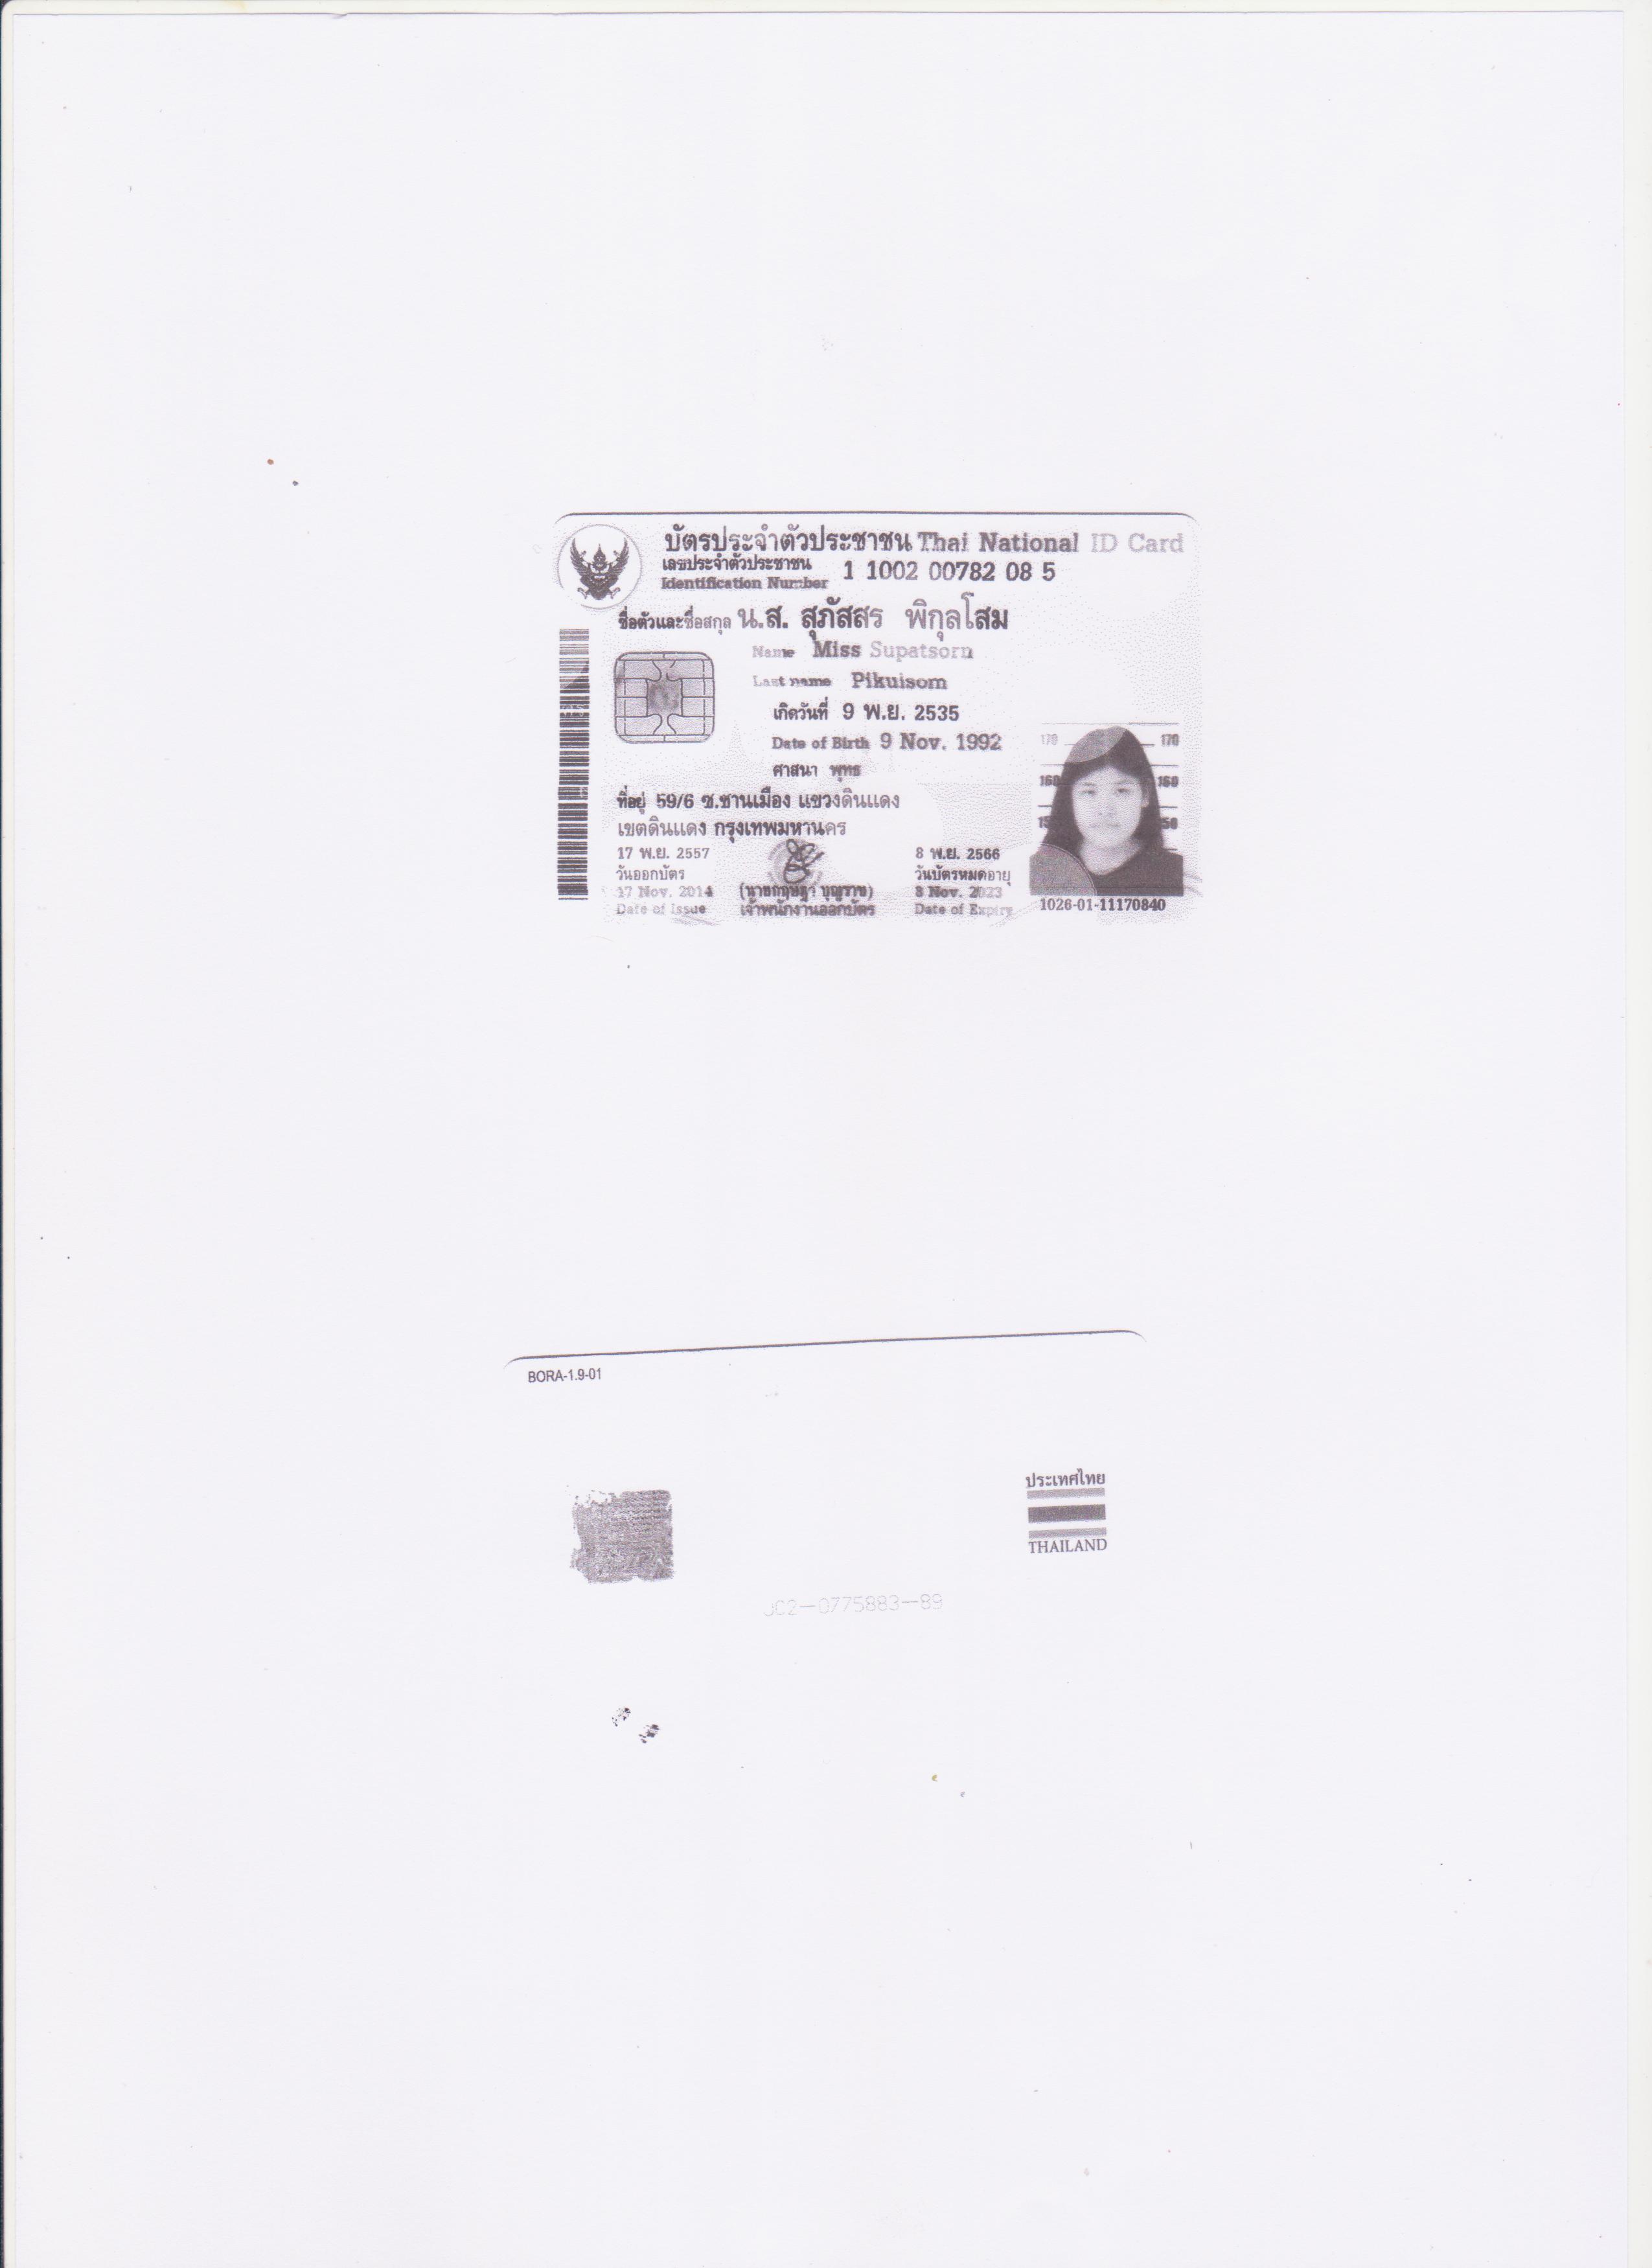 บัตรประจำตัวประชาชน Thai National ID Card
เลขประจำตัวประชาชน
Identification Number 1 1002 00782 08 5
ชื่อตัวและชื่อสกุล น.ส. สุภัสสร พิกุลโสม
Name Miss Supatsorn
Last name Pikulsom
เกิดวันที่ 9 พ.ย. 2535
Date of Birth 9 Nov. 1992
ศาสนา พุทธ
ที่อยู่ 59/6 ซ.ชานเมือง แขวงดินแดง
เขตดินแดง กรุงเทพมหานคร
17 พ.ย. 2557
วันออกบัตร
17 Nov. 2014
Date of Issue
(นายกฤษฎา บุญราช)
เจ้าพนักงานออกบัตร
8 พ.ย. 2566
วันบัตรหมดอายุ
8 Nov. 2023
Date of Expiry
170 170
160 160
150 150
1026-01-11170840
BORA-1.9-01
ประเทศไทย
THAILAND
JC2-0775883-89